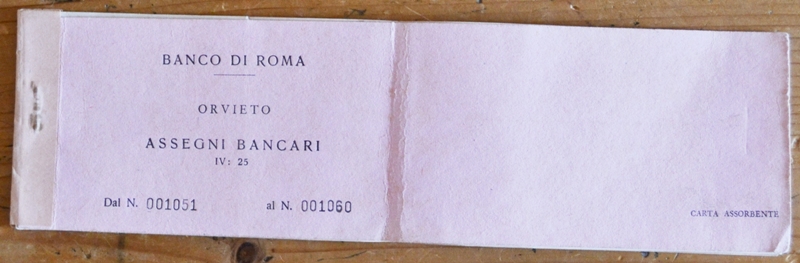 BANCO DI ROMA
ORVIETO
ASSEGNI BANCARI
IV: 25
Dal N. 001051 al N. 001060
CARTA ASSORBENTE